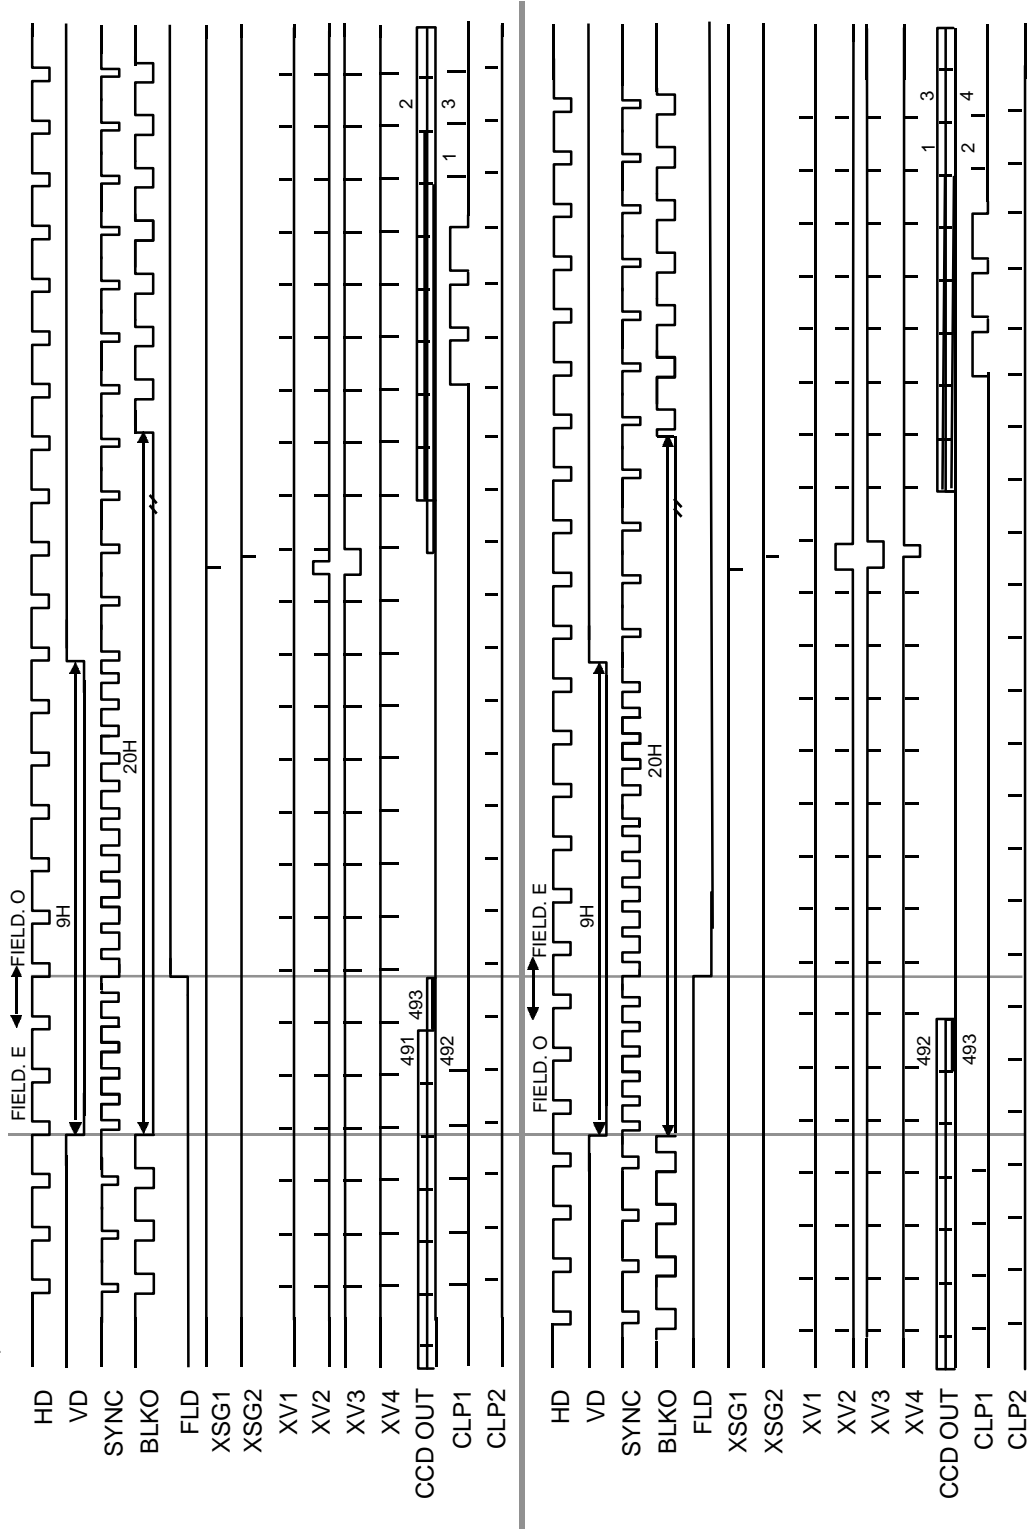 FIELD. E
FIELD. O
HD
VD
9H
SYNC
BLKO
20H
FLD
XSG1
XSG2
XV1
XV2
XV3
XV4
CCD OUT
491
493
2
492
1
3
CLP1
CLP2
FIELD. O
FIELD. E
HD
VD
9H
SYNC
BLKO
20H
FLD
XSG1
XSG2
XV1
XV2
XV3
XV4
CCD OUT
492
1
3
493
2
4
CLP1
CLP2